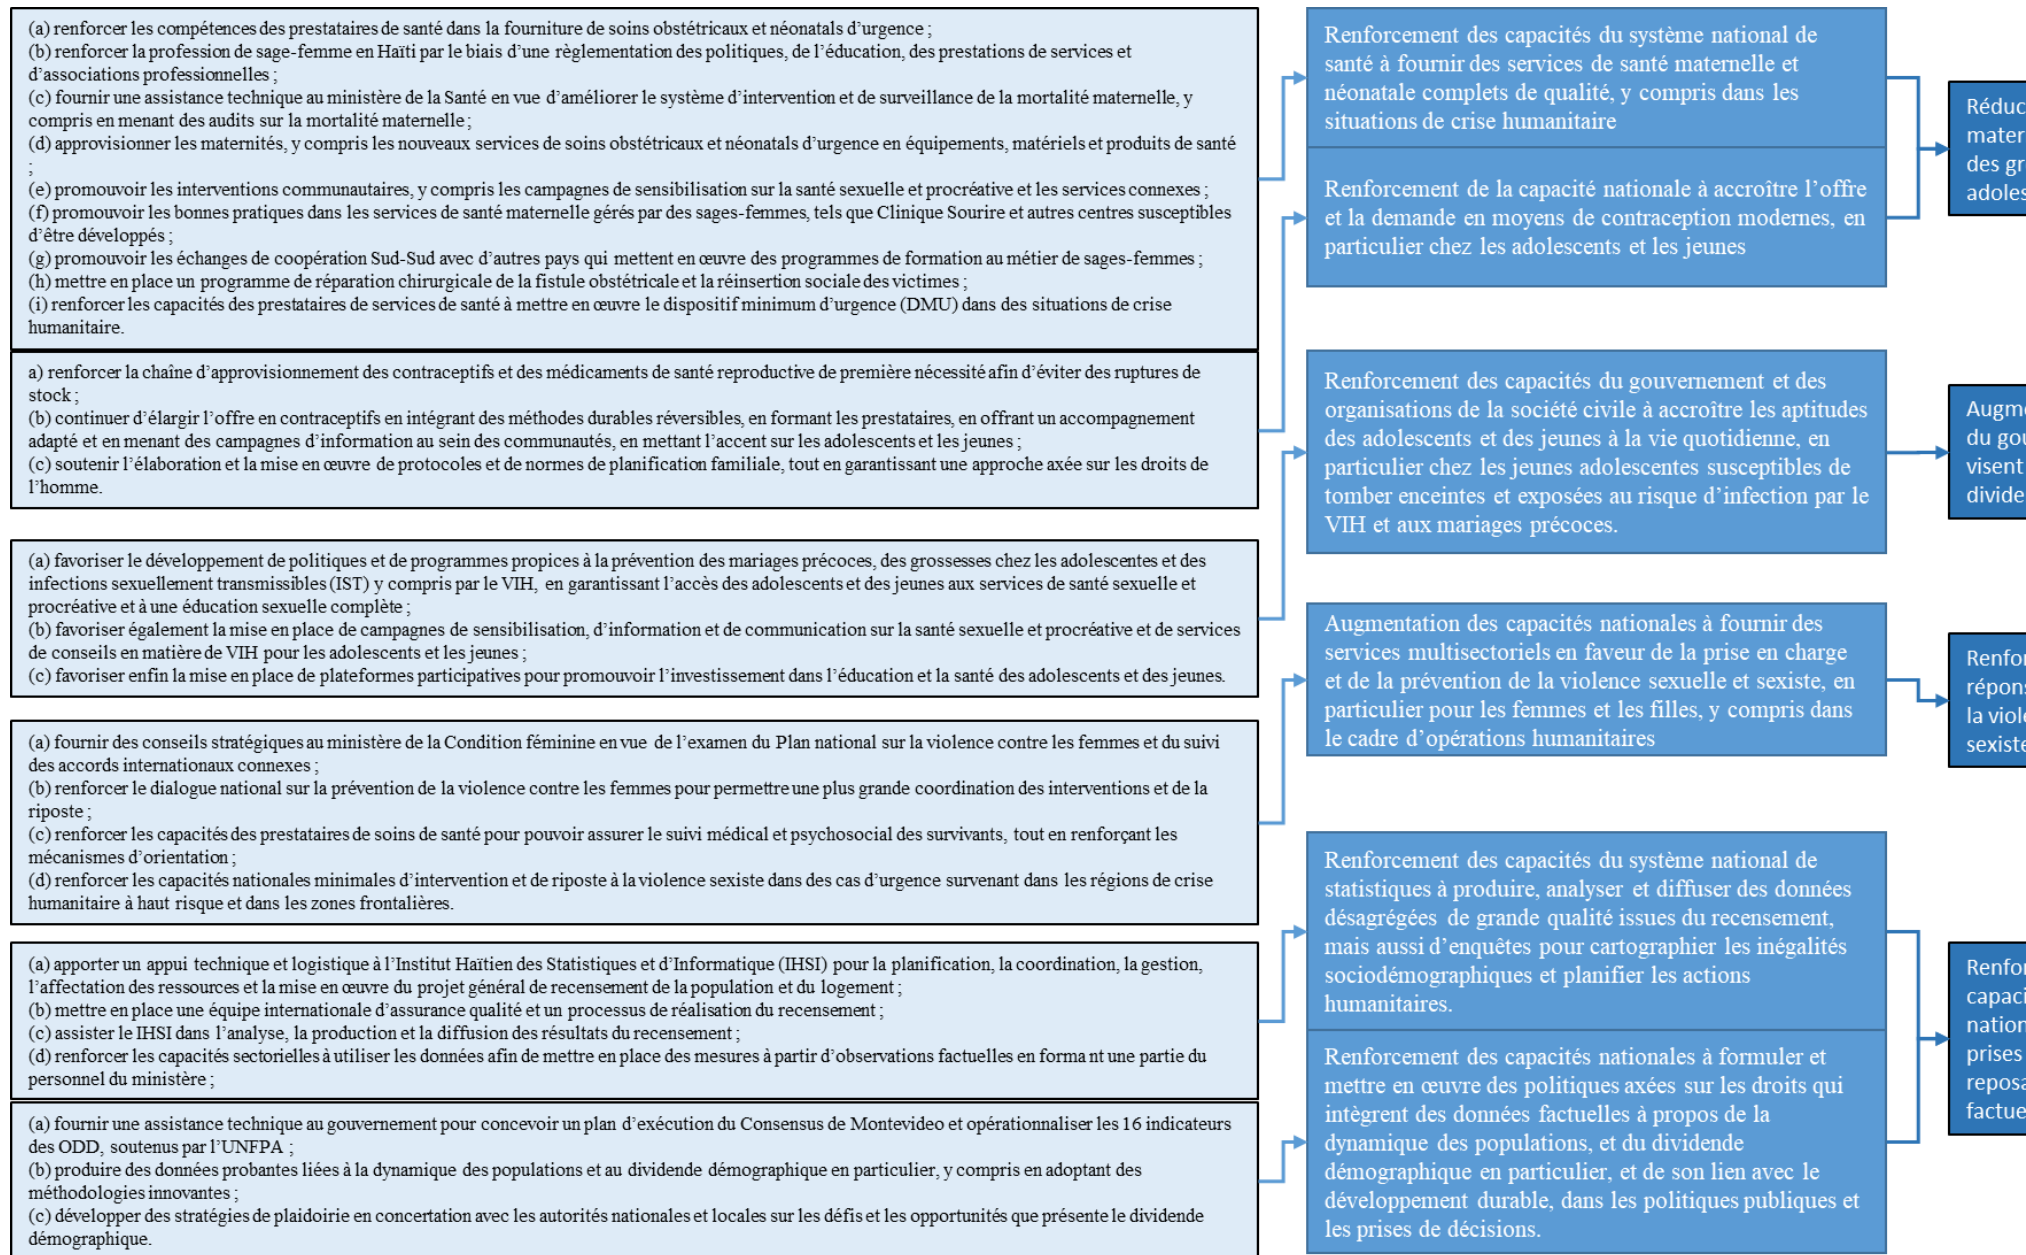 (a) renforcer les compétences des prestataires de santé dans la fourniture de soins obstétricaux et néonatals d’urgence ;
(b) renforcer la profession de sage-femme en Haïti par le biais d’une règlementation des politiques, de l’éducation, des prestations de services et
d’associations professionnelles ;
(c) fournir une assistance technique au ministère de la Santé en vue d’améliorer le système d’intervention et de surveillance de la mortalité maternelle, y
compris en menant des audits sur la mortalité maternelle ;
(d) approvisionner les maternités, y compris les nouveaux services de soins obstétricaux et néonatals d’urgence en équipements, matériels et produits de santé
;
(e) promouvoir les interventions communautaires, y compris les campagnes de sensibilisation sur la santé sexuelle et procréative et les services connexes ;
(f) promouvoir les bonnes pratiques dans les services de santé maternelle gérés par des sages-femmes, tels que Clinique Sourire et autres centres susceptibles
d’être développés ;
(g) promouvoir les échanges de coopération Sud-Sud avec d’autres pays qui mettent en œuvre des programmes de formation au métier de sages-femmes ;
(h) mettre en place un programme de réparation chirurgicale de la fistule obstétricale et la réinsertion sociale des victimes ;
(i) renforcer les capacités des prestataires de services de santé à mettre en œuvre le dispositif minimum d’urgence (DMU) dans des situations de crise
humanitaire.
a) renforcer la chaîne d’approvisionnement des contraceptifs et des médicaments de santé reproductive de première nécessité afin d’éviter des ruptures de
stock ;
(b) continuer d’élargir l’offre en contraceptifs en intégrant des méthodes durables réversibles, en formant les prestataires, en offrant un accompagnement
adapté et en menant des campagnes d’information au sein des communautés, en mettant l’accent sur les adolescents et les jeunes ;
(c) soutenir l’élaboration et la mise en œuvre de protocoles et de normes de planification familiale, tout en garantissant une approche axée sur les droits de
l’homme.
(a) favoriser le développement de politiques et de programmes propices à la prévention des mariages précoces, des grossesses chez les adolescentes et des
infections sexuellement transmissibles (IST) y compris par le VIH, en garantissant l’accès des adolescents et des jeunes aux services de santé sexuelle et
procréative et à une éducation sexuelle complète ;
(b) favoriser également la mise en place de campagnes de sensibilisation, d’information et de communication sur la santé sexuelle et procréative et de services
de conseils en matière de VIH pour les adolescents et les jeunes ;
(c) favoriser enfin la mise en place de plateformes participatives pour promouvoir l’investissement dans l’éducation et la santé des adolescents et des jeunes.
(a) fournir des conseils stratégiques au ministère de la Condition féminine en vue de l’examen du Plan national sur la violence contre les femmes et du suivi
des accords internationaux connexes ;
(b) renforcer le dialogue national sur la prévention de la violence contre les femmes pour permettre une plus grande coordination des interventions et de la
riposte ;
(c) renforcer les capacités des prestataires de soins de santé pour pouvoir assurer le suivi médical et psychosocial des survivants, tout en renforçant les
mécanismes d’orientation ;
(d) renforcer les capacités nationales minimales d’intervention et de riposte à la violence sexiste dans des cas d’urgence survenant dans les régions de crise
humanitaire à haut risque et dans les zones frontalières.
(a) apporter un appui technique et logistique à l’Institut Haïtien des Statistiques et d’Informatique (IHSI) pour la planification, la coordination, la gestion,
l’affectation des ressources et la mise en œuvre du projet général de recensement de la population et du logement ;
(b) mettre en place une équipe internationale d’assurance qualité et un processus de réalisation du recensement ;
(c) assister le IHSI dans l’analyse, la production et la diffusion des résultats du recensement ;
(d) renforcer les capacités sectorielles à utiliser les données afin de mettre en place des mesures à partir d’observations factuelles en forma nt une partie du
personnel du ministère ;
(a) fournir une assistance technique au gouvernement pour concevoir un plan d’exécution du Consensus de Montevideo et opérationnaliser les 16 indicateurs
des ODD, soutenus par l’UNFPA ;
(b) produire des données probantes liées à la dynamique des populations et au dividende démographique en particulier, y compris en adoptant des
méthodologies innovantes ;
(c) développer des stratégies de plaidoirie en concertation avec les autorités nationales et locales sur les défis et les opportunités que présente le dividende
démographique.
Renforcement des capacités du système national de
santé à fournir des services de santé maternelle et
néonatale complets de qualité, y compris dans les
situations de crise humanitaire
Renforcement de la capacité nationale à accroître l’offre
et la demande en moyens de contraception modernes, en
particulier chez les adolescents et les jeunes
Renforcement des capacités du gouvernement et des
organisations de la société civile à accroître les aptitudes
des adolescents et des jeunes à la vie quotidienne, en
particulier chez les jeunes adolescentes susceptibles de
tomber enceintes et exposées au risque d’infection par le
VIH et aux mariages précoces.
Augmentation des capacités nationales à fournir des
services multisectoriels en faveur de la prise en charge
et de la prévention de la violence sexuelle et sexiste, en
particulier pour les femmes et les filles, y compris dans
le cadre d’opérations humanitaires
Renforcement des capacités du système national de
statistiques à produire, analyser et diffuser des données
désagrégées de grande qualité issues du recensement,
mais aussi d’enquêtes pour cartographier les inégalités
sociodémographiques et planifier les actions
humanitaires.
Renforcement des capacités nationales à formuler et
mettre en œuvre des politiques axées sur les droits qui
intègrent des données factuelles à propos de la
dynamique des populations, et du dividende
démographique en particulier, et de son lien avec le
développement durable, dans les politiques publiques et
les prises de décisions.
des
visent
la
prises